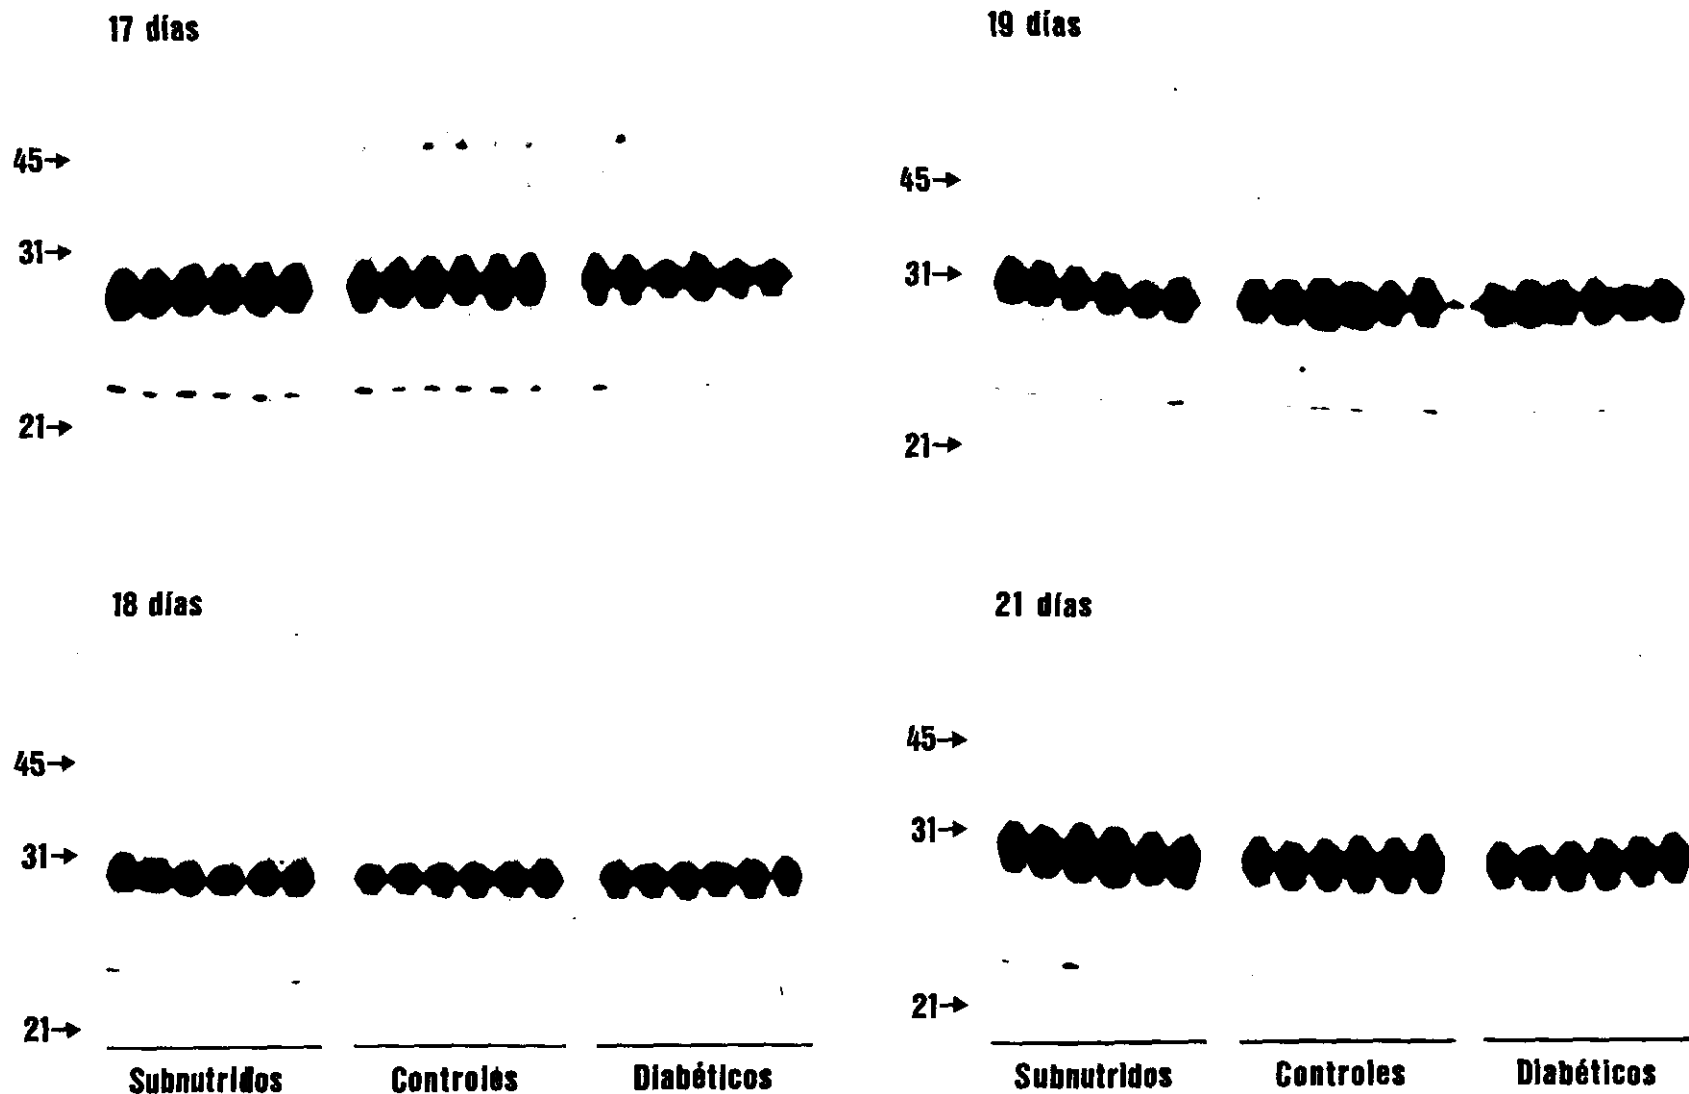 17 días
45→
31→
21→
19 días
45→
31→
21→
18 días
45→
31→
21→
Subnutridos Controles Diabéticos
21 días
45→
31→
21→
Subnutridos Controles Diabéticos